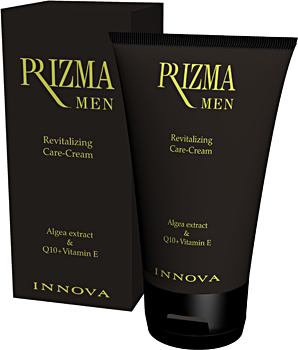 PRIZMA
MEN
Revitalizing
Care-Cream
Algea extract
&
Q10+Vitamin E
INNOVA
PRIZMA
MEN
Revitalizing
Care-Cream
Algea extract
&
Q10+Vitamin E
INNOVA